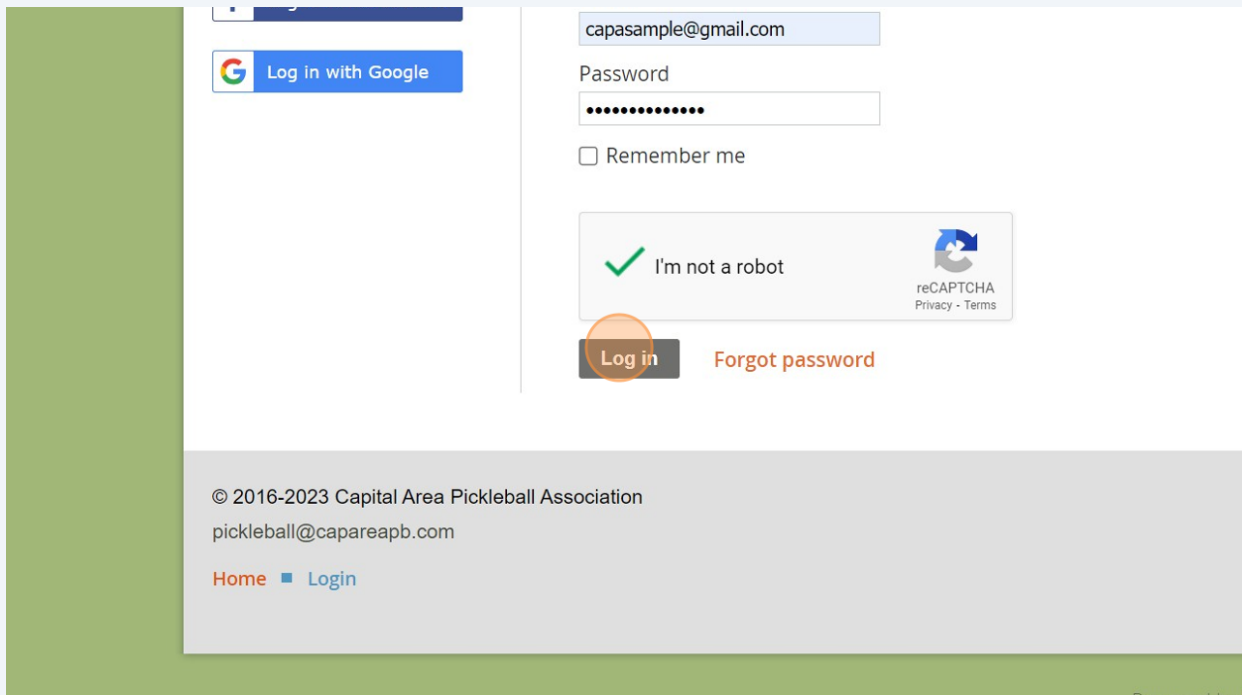 Log in with Google
capasample@gmail.com
Password
••••••••••••••
Remember me
I'm not a robot
reCAPTCHA
Privacy - Terms
Log in
Forgot password
© 2016-2023 Capital Area Pickleball Association
pickleball@capareapb.com
Home ■ Login